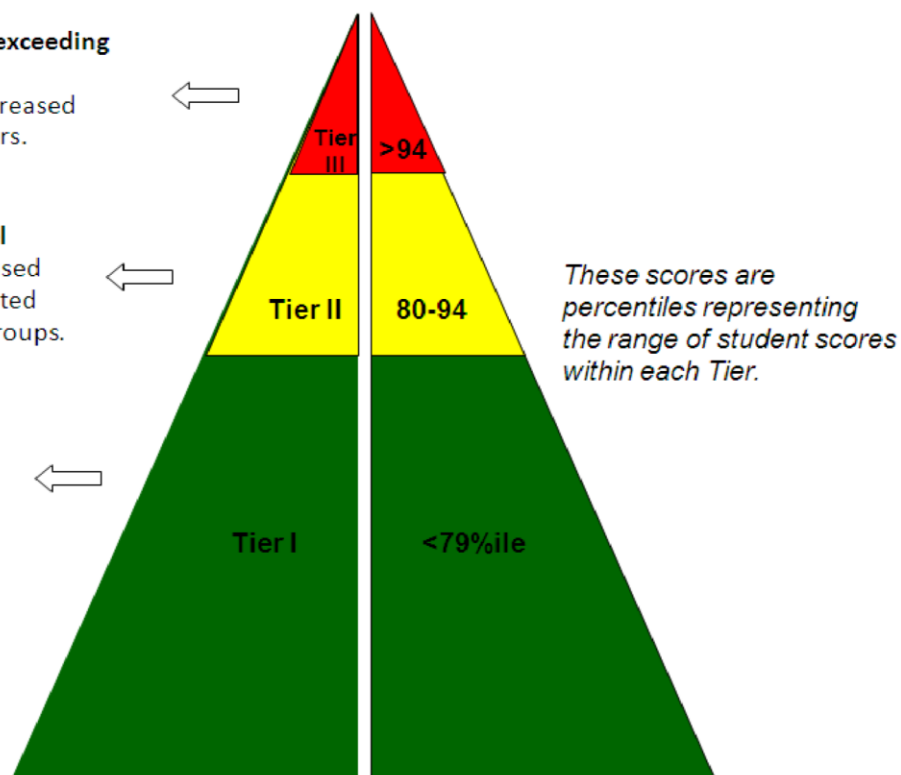 exceeding
reased
rs.
Tier
III
>94
l
sed
ted
roups.
Tier II
80-94
These scores are
percentiles representing
the range of student scores
within each Tier.
Tier I
<79%ile